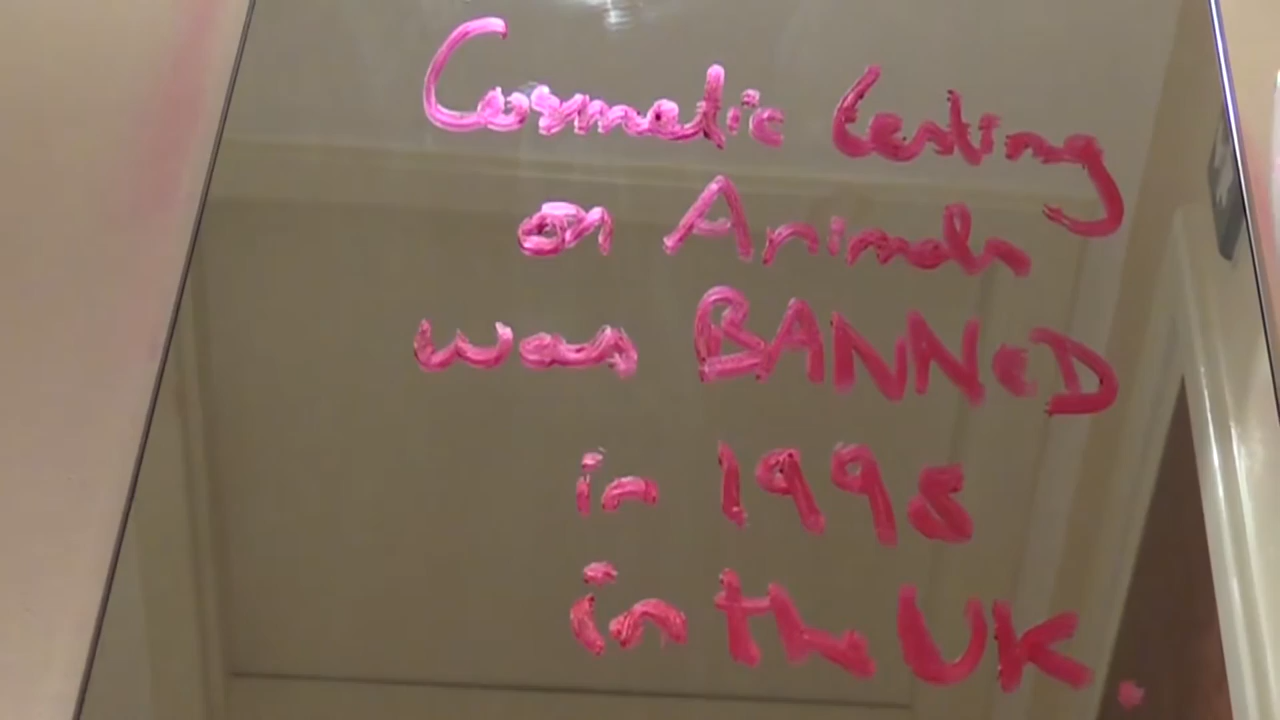 Cosmetic testing
on Animals
was BANNED
in 1998
in the UK.